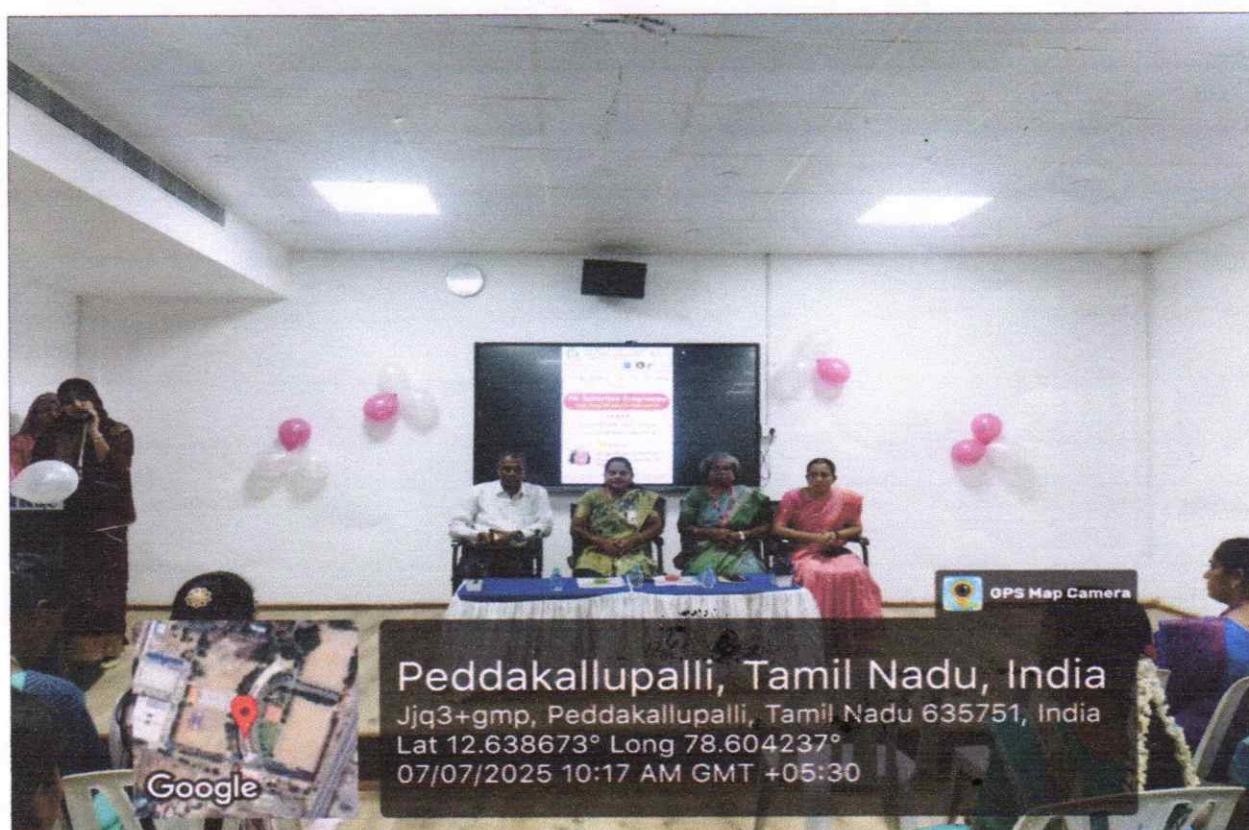 GPS Map Camera
Peddakallupalli, Tamil Nadu, India
Jjq3+gmp, Peddakallupalli, Tamil Nadu 635751, India
Lat 12.638673° Long 78.604237°
07/07/2025 10:17 AM GMT +05:30
Google